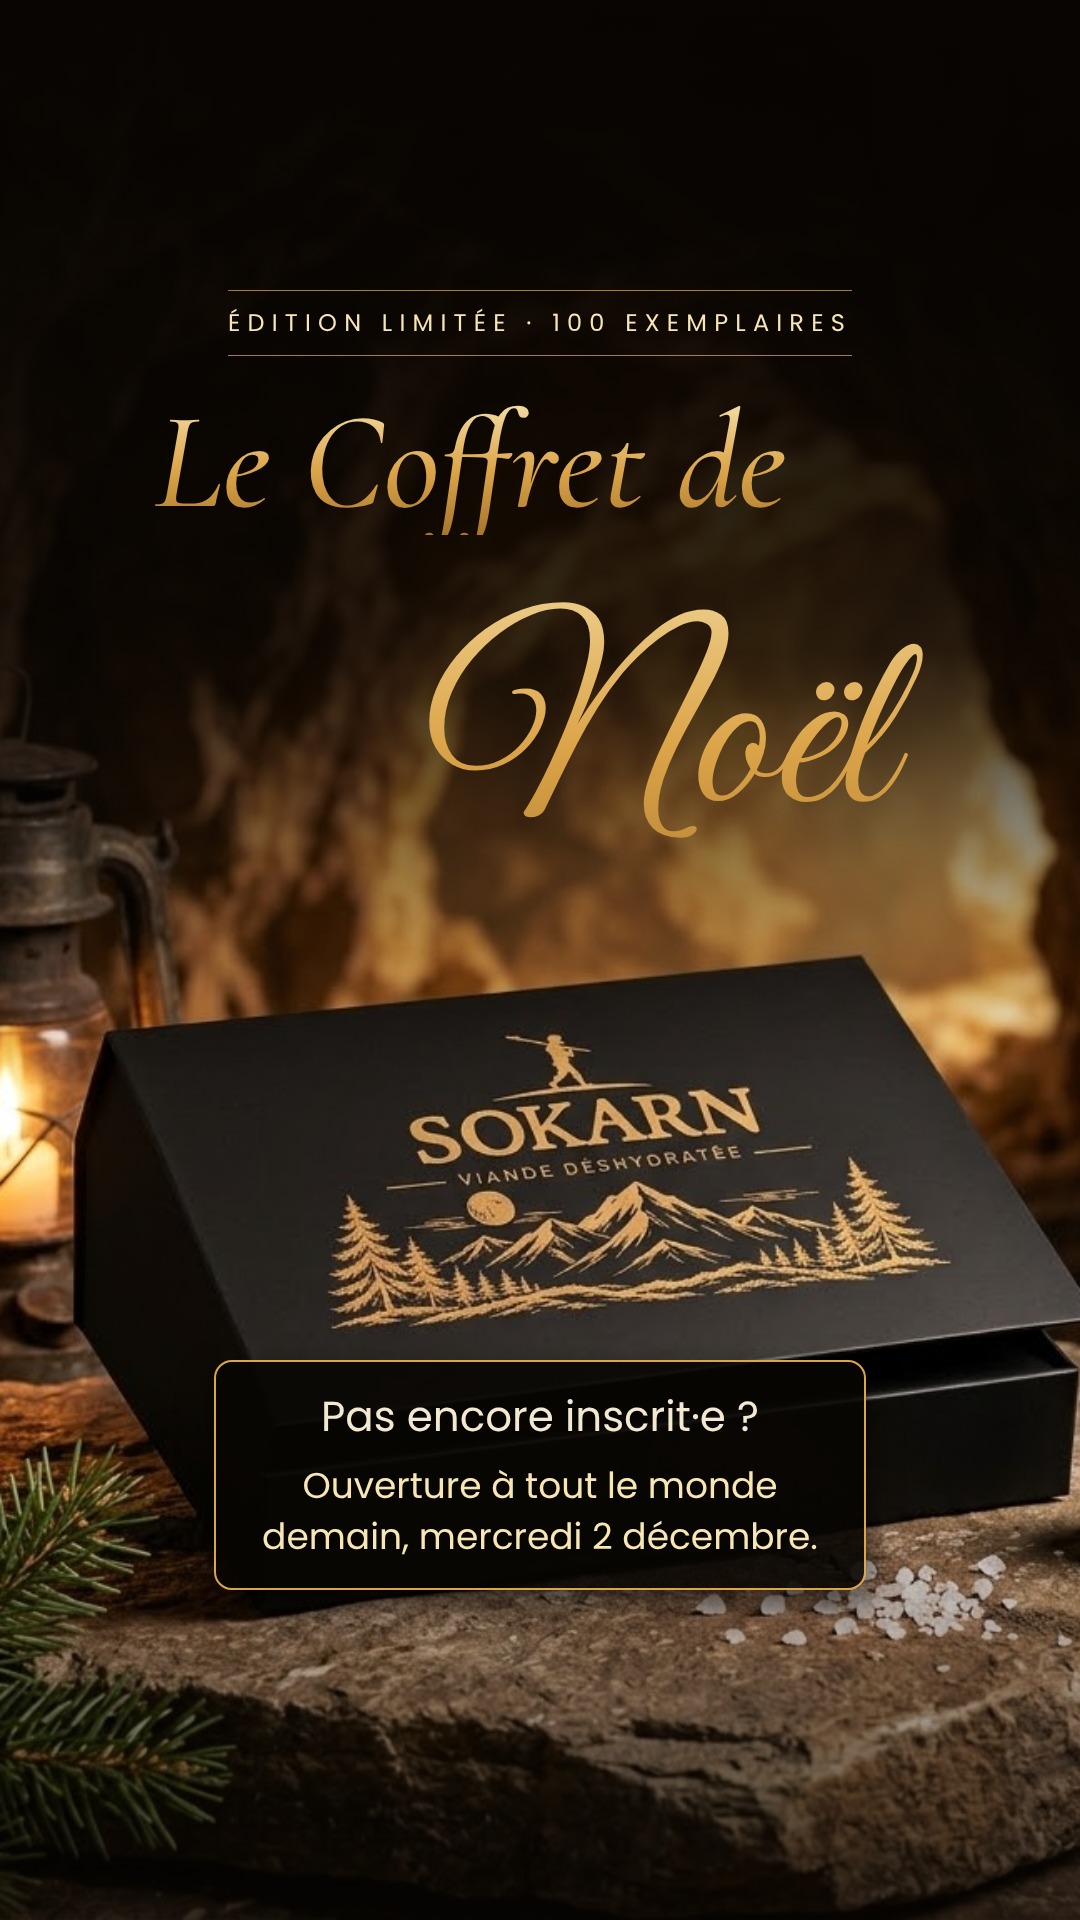 ÉDITION LIMITÉE · 100 EXEMPLAIRES
Le Coffret de
Noël
SOKARN
VIANDE DÉSHYDRATÉE
Pas encore inscrit·e ?
Ouverture à tout le monde
demain, mercredi 2 décembre.